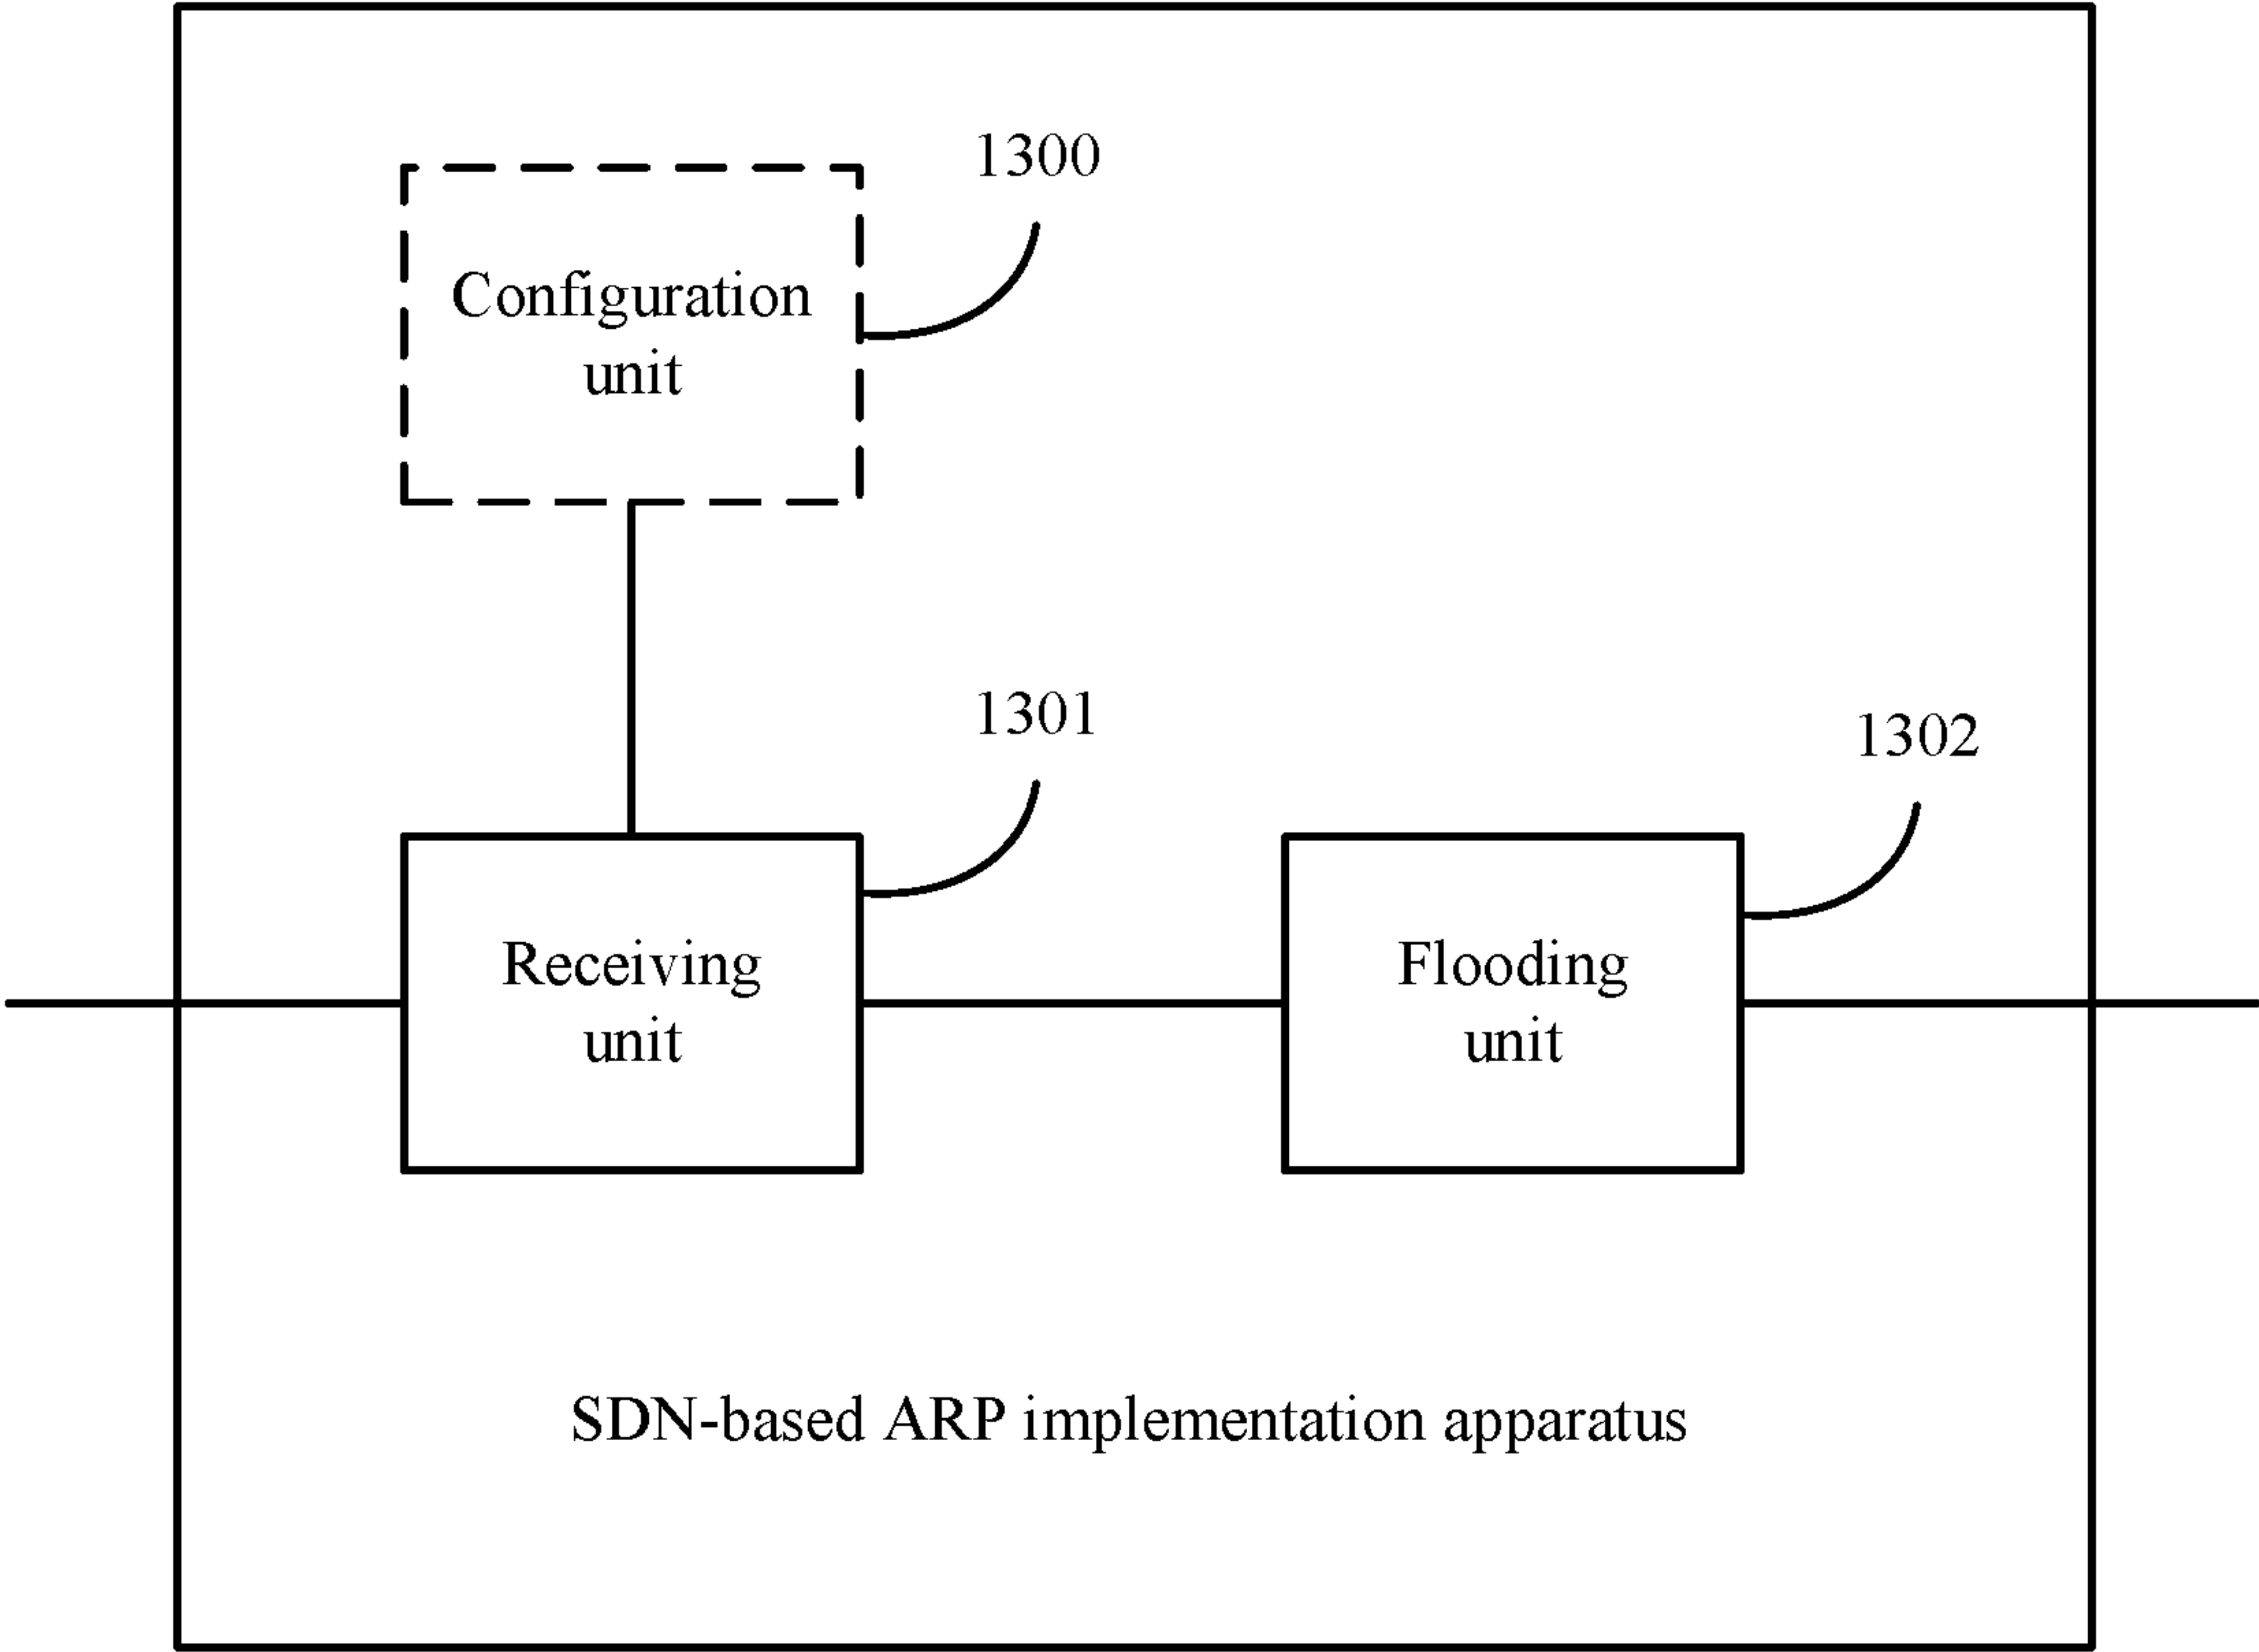 1300
Configuration
unit
1301
1302
Receiving
unit
Flooding
unit
SDN-based ARP implementation apparatus